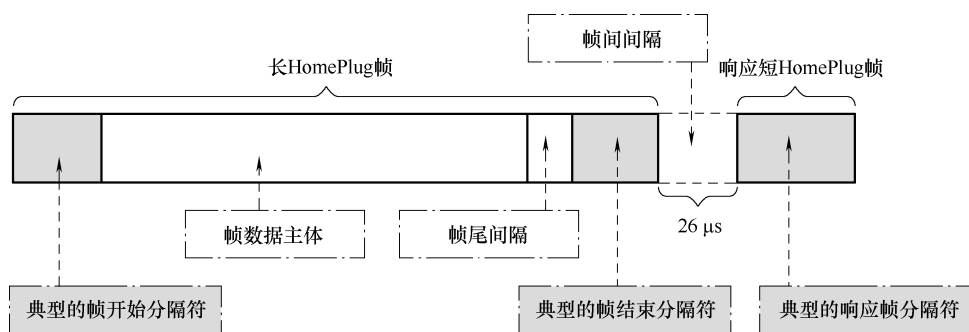 帧间间隔
长HomePlug帧
响应短HomePlug帧
帧数据主体
帧尾间隔
26 μs
典型的帧开始分隔符
典型的帧结束分隔符
典型的响应帧分隔符